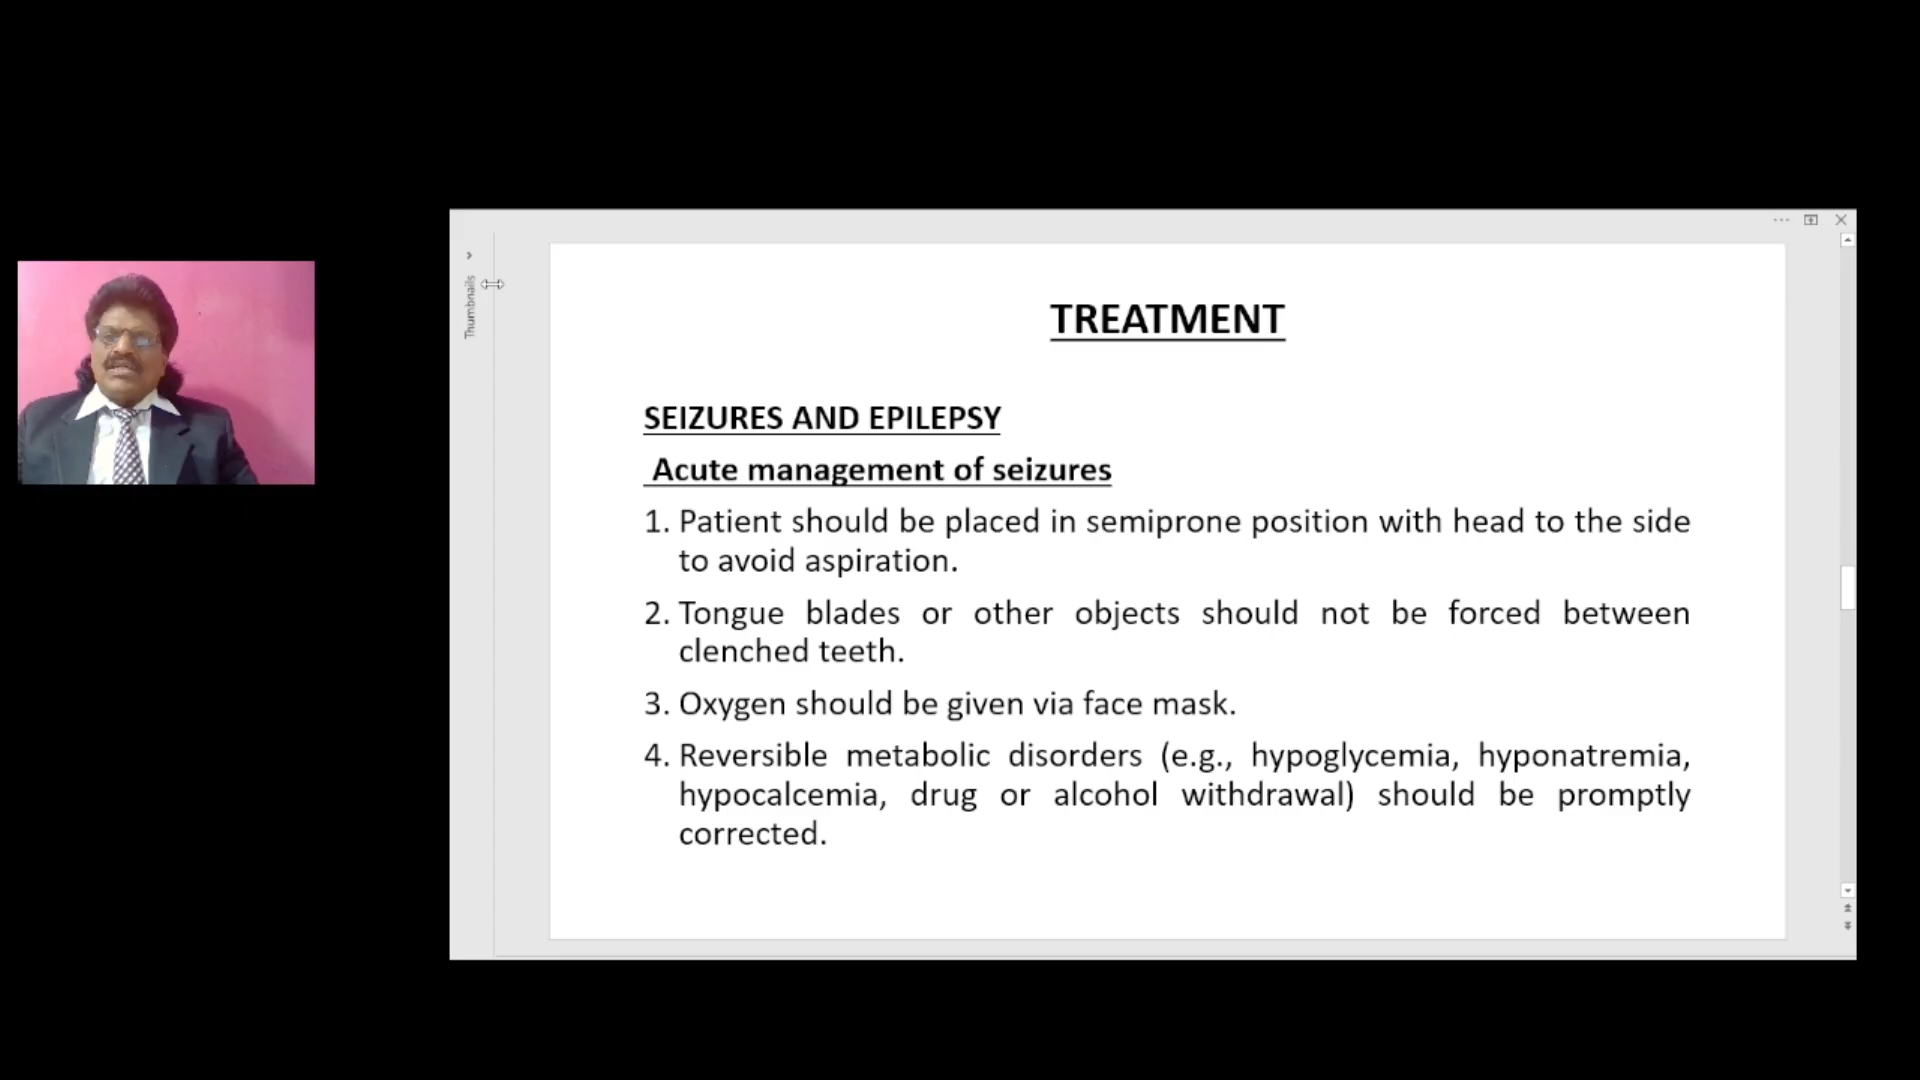 Thumbnails
TREATMENT
SEIZURES AND EPILEPSY
Acute management of seizures
1. Patient should be placed in semiprone position with head to the side
to avoid aspiration.
2. Tongue blades or other objects should not be forced between
clenched teeth.
3. Oxygen should be given via face mask.
4. Reversible metabolic disorders (e.g., hypoglycemia, hyponatremia,
hypocalcemia, drug or alcohol withdrawal) should be promptly
corrected.